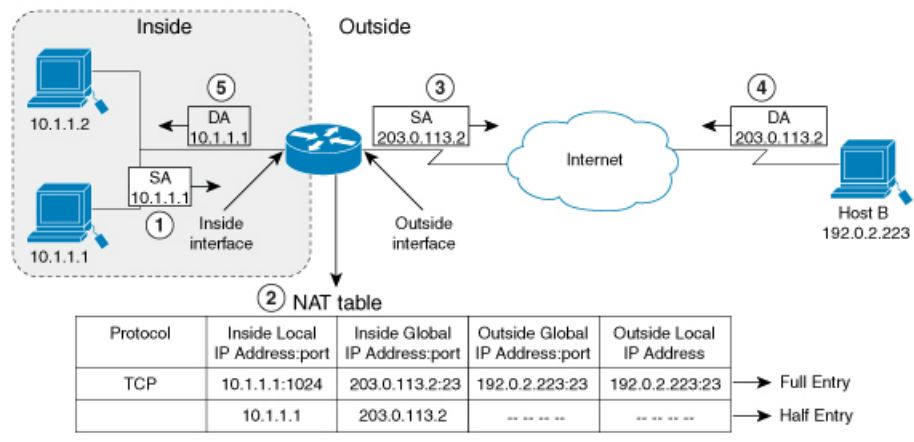 Inside
Outside
10.1.1.2
5
DA
10.1.1.1
3
SA
203.0.113.2
4
DA
203.0.113.2
Internet
SA
10.1.1.1
1
10.1.1.1
Inside
interface
Outside
interface
Host B
192.0.2.223
2 NAT table
Protocol
Inside Local
IP Address:port
Inside Global
IP Address:port
Outside Global
IP Address:port
Outside Local
IP Address
TCP 10.1.1.1:1024 203.0.113.2:23 192.0.2.223:23 192.0.2.223:23 Full Entry
10.1.1.1 203.0.113.2 -- -- -- -- -- -- -- -- Half Entry